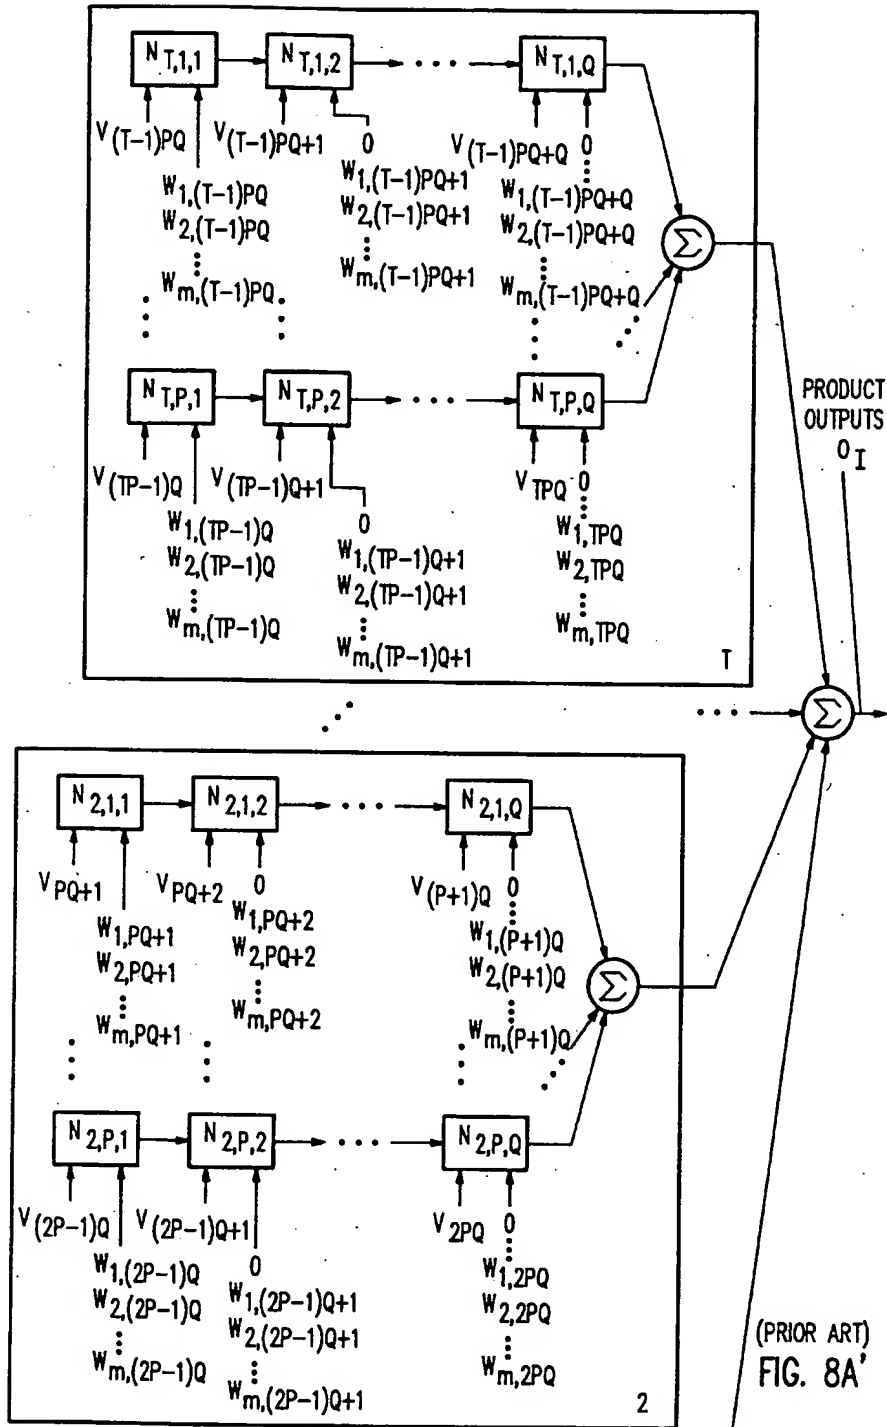 N T,1,1 N T,1,2 . . . N T,1,Q
V (T-1)PQ V (T-1)PQ+1 0 V (T-1)PQ+Q 0
W 1,(T-1)PQ W 1,(T-1)PQ+1 W 1,(T-1)PQ+Q
W 2,(T-1)PQ W 2,(T-1)PQ+1 W 2,(T-1)PQ+Q
Σ
W m,(T-1)PQ W m,(T-1)PQ+1 W m,(T-1)PQ+Q
N T,P,1 N T,P,2 . . . N T,P,Q
PRODUCT
OUTPUTS
O I
V (TP-1)Q V (TP-1)Q+1 V TPQ 0
W 1,(TP-1)Q 0 W 1,TPQ
W 2,(TP-1)Q W 1,(TP-1)Q+1 W 2,TPQ
W m,(TP-1)Q W 2,(TP-1)Q+1 W m,TPQ
W m,(TP-1)Q+1
T
. . . Σ
N 2,1,1 N 2,1,2 . . . N 2,1,Q
V PQ+1 V PQ+2 0 V (P+1)Q 0
W 1,PQ+1 W 1,PQ+2 W 1,(P+1)Q
W 2,PQ+1 W 2,PQ+2 W 2,(P+1)Q
Σ
W m,PQ+1 W m,PQ+2 W m,(P+1)Q
N 2,P,1 N 2,P,2 . . . N 2,P,Q
V (2P-1)Q V (2P-1)Q+1 V 2PQ 0
W 1,(2P-1)Q 0 W 1,2PQ
W 2,(2P-1)Q W 1,(2P-1)Q+1 W 2,2PQ
W m,(2P-1)Q W 2,(2P-1)Q+1 W m,2PQ
W m,(2P-1)Q+1
2
(PRIOR ART)
FIG. 8A'